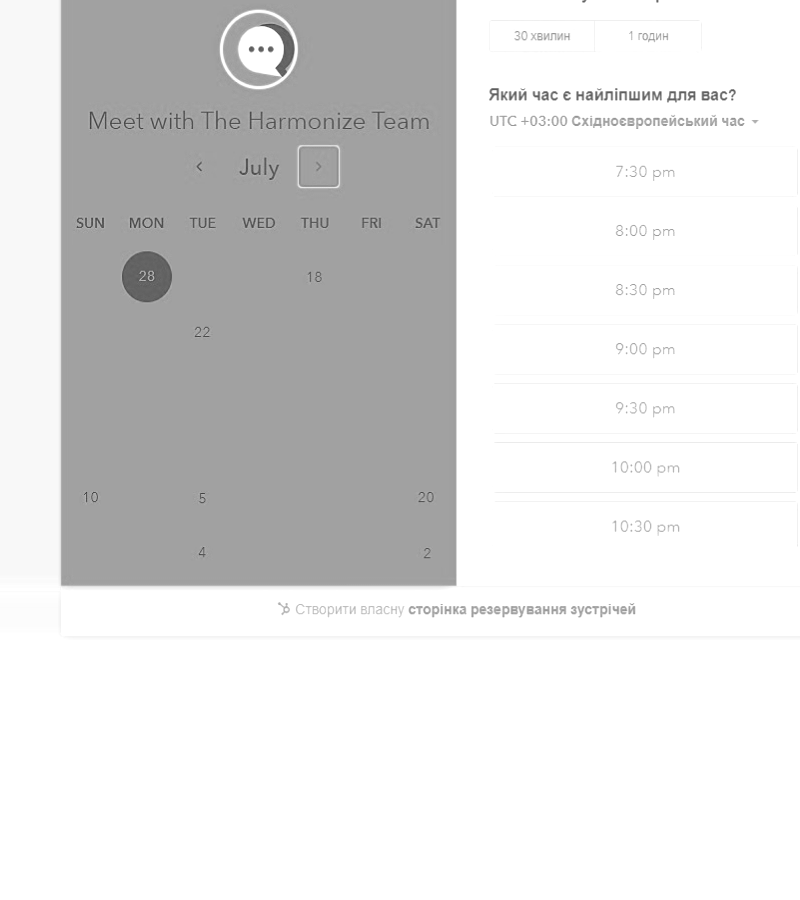 30 хвилин 1 годин
Meet with The Harmonize Team
July
SUN MON TUE WED THU FRI SAT
28 18
22
10 5 20
4 2
Який час є найліпшим для вас?
UTC +03:00 Східноєвропейський час
7:30 pm
8:00 pm
8:30 pm
9:00 pm
9:30 pm
10:00 pm
10:30 pm
Створити власну сторінка резервування зустрічей